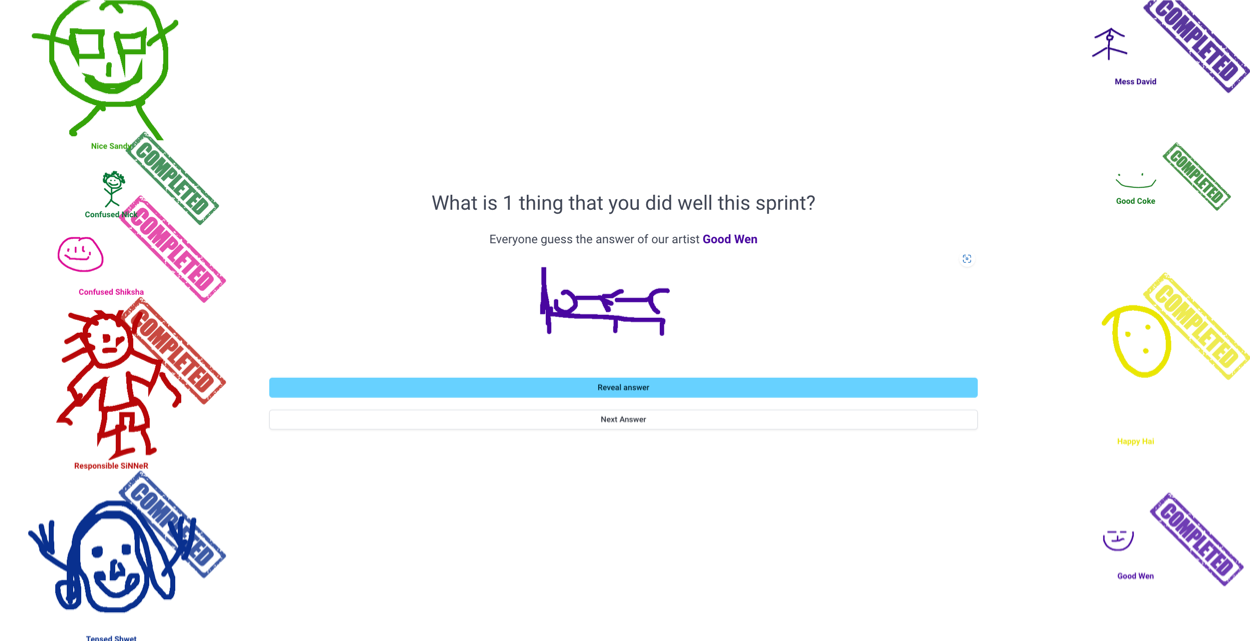 Nice Sandy
COMPLETED
Confused Nick
COMPLETED
Confused Shiksha
COMPLETED
Responsible SiNNeR
COMPLETED
Tensed Shwet
What is 1 thing that you did well this sprint?
Everyone guess the answer of our artist Good Wen
Reveal answer
Next Answer
COMPLETED
Mess David
COMPLETED
Good Coke
COMPLETED
Happy Hai
COMPLETED
Good Wen